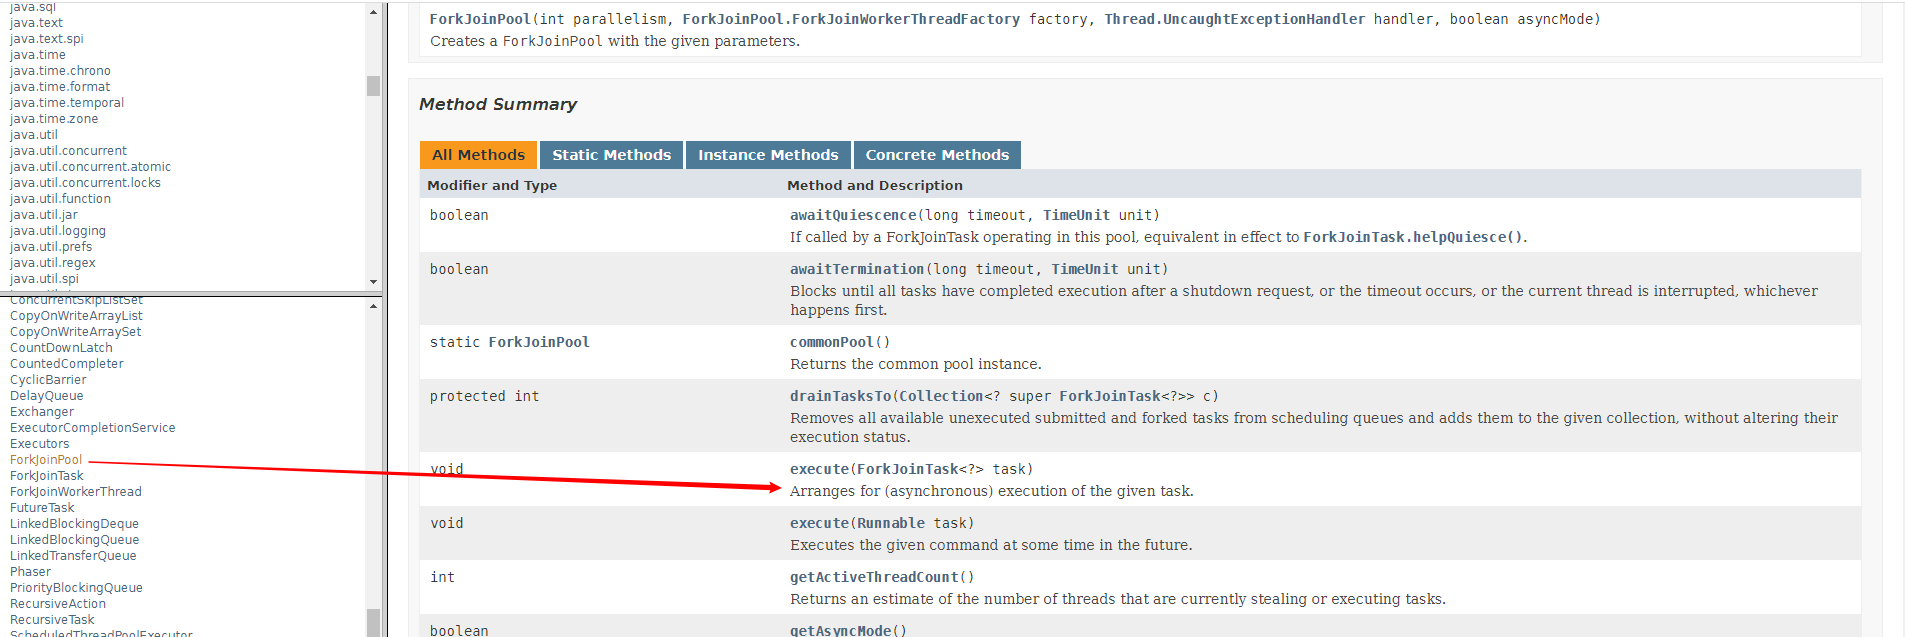 java.sql
java.text
java.text.spi
java.time
java.time.chrono
java.time.format
java.time.temporal
java.time.zone
java.util
java.util.concurrent
java.util.concurrent.atomic
java.util.concurrent.locks
java.util.function
java.util.jar
java.util.logging
java.util.prefs
java.util.regex
java.util.spi
ConcurrentSkipListSet
CopyOnWriteArrayList
CopyOnWriteArraySet
CountDownLatch
CountedCompleter
CyclicBarrier
DelayQueue
Exchanger
ExecutorCompletionService
Executors
ForkJoinPool
ForkJoinTask
ForkJoinWorkerThread
FutureTask
LinkedBlockingDeque
LinkedBlockingQueue
LinkedTransferQueue
Phaser
PriorityBlockingQueue
RecursiveAction
RecursiveTask
ScheduledThreadPoolExecutor
ForkJoinPool(int parallelism, ForkJoinPool.ForkJoinWorkerThreadFactory factory, Thread.UncaughtExceptionHandler handler, boolean asyncMode)
Creates a ForkJoinPool with the given parameters.
Method Summary
All Methods Static Methods Instance Methods Concrete Methods
Modifier and Type Method and Description
boolean awaitQuiescence(long timeout, TimeUnit unit)
If called by a ForkJoinTask operating in this pool, equivalent in effect to ForkJoinTask.helpQuiesce().
boolean awaitTermination(long timeout, TimeUnit unit)
Blocks until all tasks have completed execution after a shutdown request, or the timeout occurs, or the current thread is interrupted, whichever
happens first.
static ForkJoinPool commonPool()
Returns the common pool instance.
protected int drainTasksTo(Collection<? super ForkJoinTask<?>> c)
Removes all available unexecuted submitted and forked tasks from scheduling queues and adds them to the given collection, without altering their
execution status.
void execute(ForkJoinTask<?> task)
Arranges for (asynchronous) execution of the given task.
void execute(Runnable task)
Executes the given command at some time in the future.
int getActiveThreadCount()
Returns an estimate of the number of threads that are currently stealing or executing tasks.
boolean getAsyncMode()